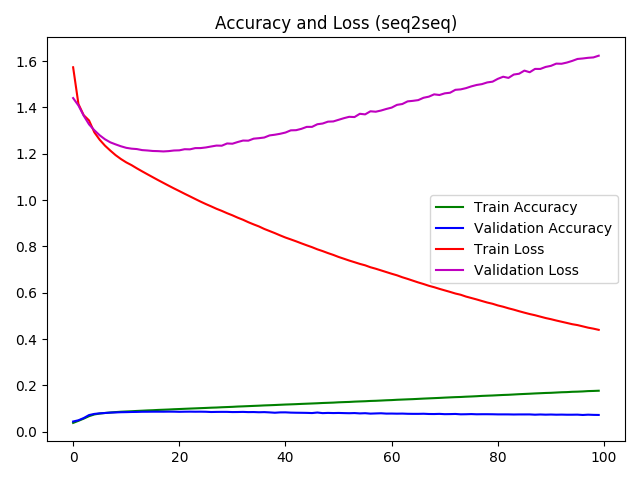 Accuracy and Loss (seq2seq)
1.6
1.4
1.2
1.0
0.8
0.6
0.4
0.2
0.0
Train Accuracy
Validation Accuracy
Train Loss
Validation Loss
0 20 40 60 80 100